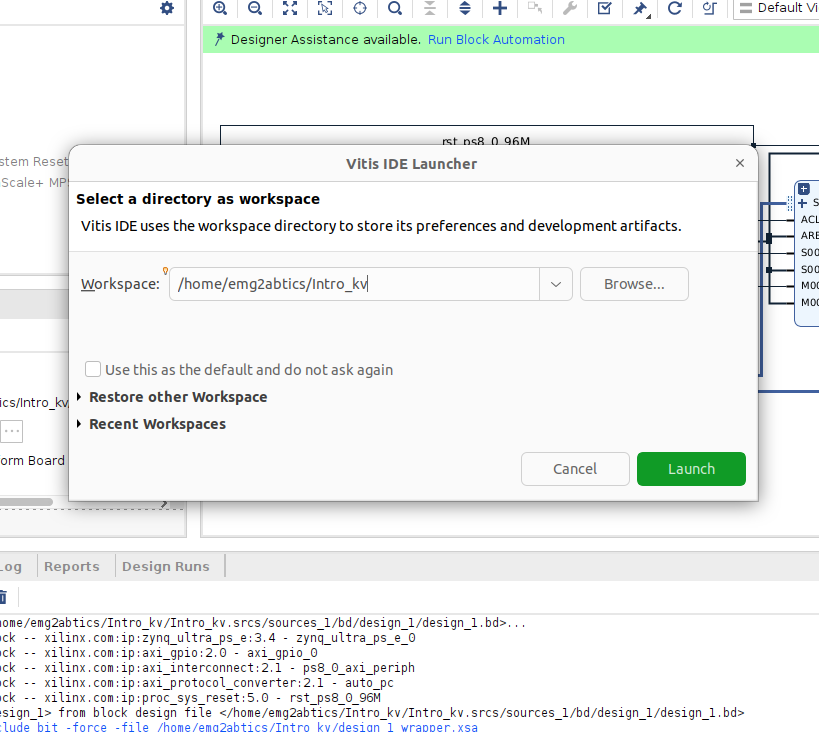 Default Vi
Designer Assistance available. Run Block Automation
rst_ps8_0_96M
stem Reset
Scale+ MP
Vitis IDE Launcher
Select a directory as workspace
Vitis IDE uses the workspace directory to store its preferences and development artifacts.
Workspace: /home/emg2abtics/Intro_kv Browse...
Use this as the default and do not ask again
Restore other Workspace
Recent Workspaces
Cancel Launch
S
ACL
ARE
S00
S00
M00
M00
ics/Intro_kv
...
orm Board
Log Reports Design Runs
home/emg2abtics/Intro_kv/Intro_kv.srcs/sources_1/bd/design_1/design_1.bd>...
ock -- xilinx.com:ip:zynq_ultra_ps_e:3.4 - zynq_ultra_ps_e_0
ock -- xilinx.com:ip:axi_gpio:2.0 - axi_gpio_0
ock -- xilinx.com:ip:axi_interconnect:2.1 - ps8_0_axi_periph
ock -- xilinx.com:ip:axi_protocol_converter:2.1 - auto_pc
ock -- xilinx.com:ip:proc_sys_reset:5.0 - rst_ps8_0_96M
esign_1> from block design file </home/emg2abtics/Intro_kv/Intro_kv.srcs/sources_1/bd/design_1/design_1.bd>
clude_bit -force -file /home/emg2abtics/Intro_kv/design_1_wrapper.xsa